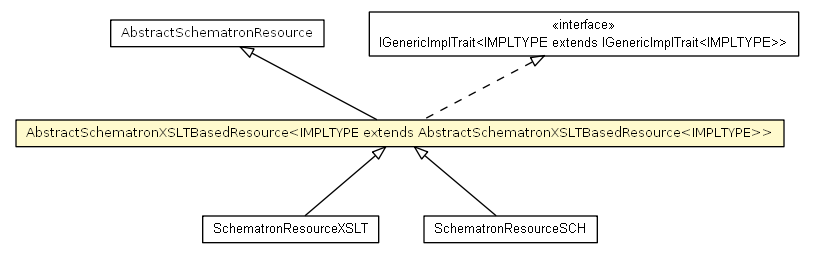 AbstractSchematronResource
«interface»
IGenericImplTrait<IMPLTYPE extends IGenericImplTrait<IMPLTYPE>>
AbstractSchematronXSLTBasedResource<IMPLTYPE extends AbstractSchematronXSLTBasedResource<IMPLTYPE>>
SchematronResourceXSLT
SchematronResourceSCH